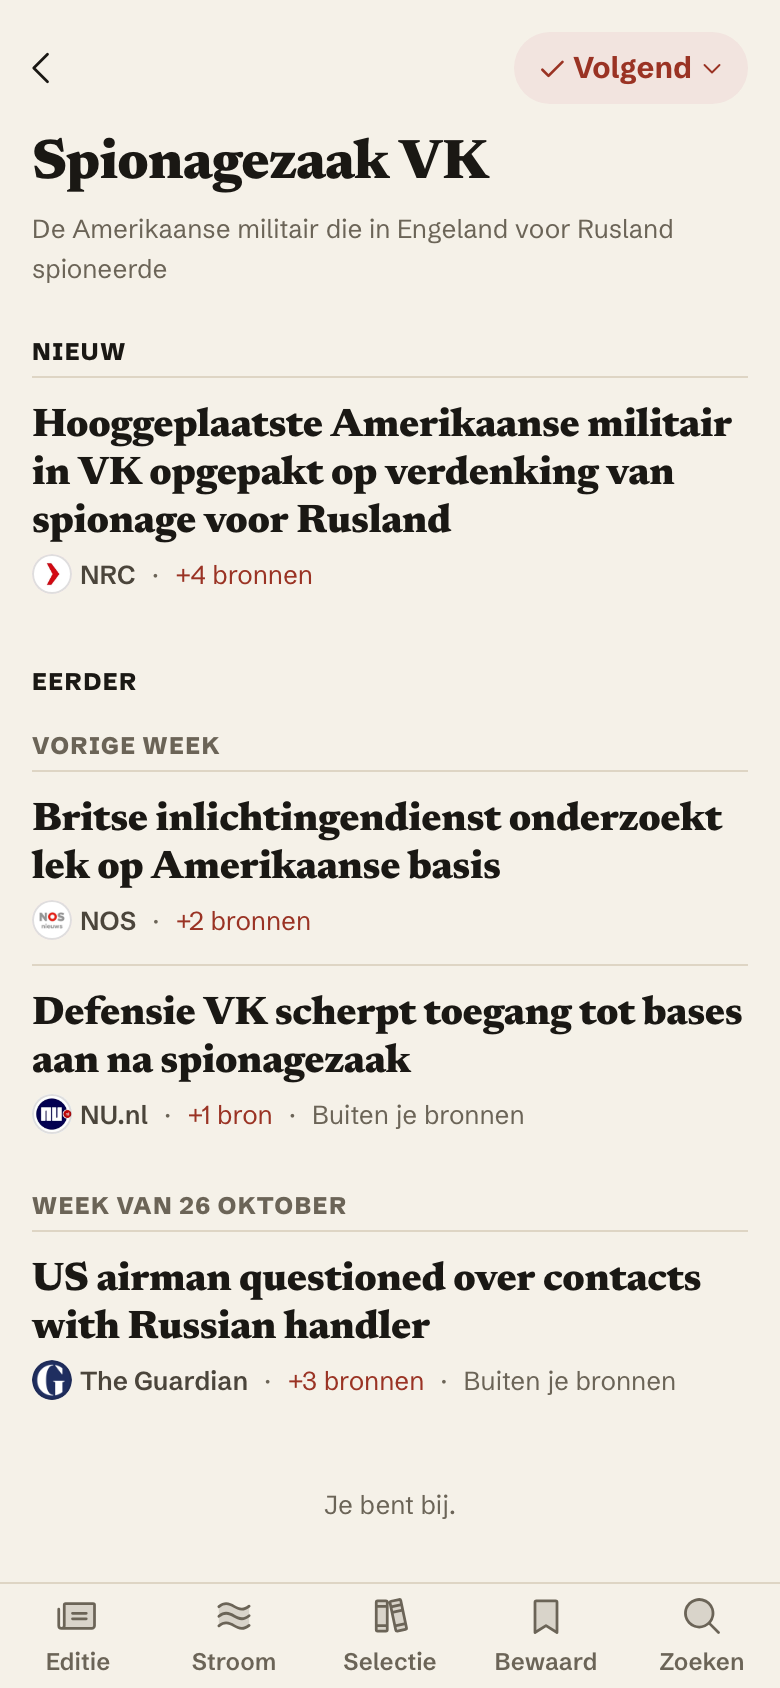 Volgend
Spionagezaak VK
De Amerikaanse militair die in Engeland voor Rusland
spioneerde
NIEUW
Hooggeplaatste Amerikaanse militair
in VK opgepakt op verdenking van
spionage voor Rusland
NRC · +4 bronnen
EERDER
VORIGE WEEK
Britse inlichtingendienst onderzoekt
lek op Amerikaanse basis
NOS nieuws NOS · +2 bronnen
Defensie VK scherpt toegang tot bases
aan na spionagezaak
nu NU.nl · +1 bron · Buiten je bronnen
WEEK VAN 26 OKTOBER
US airman questioned over contacts
with Russian handler
G The Guardian · +3 bronnen · Buiten je bronnen
Je bent bij.
Editie Stroom Selectie Bewaard Zoeken